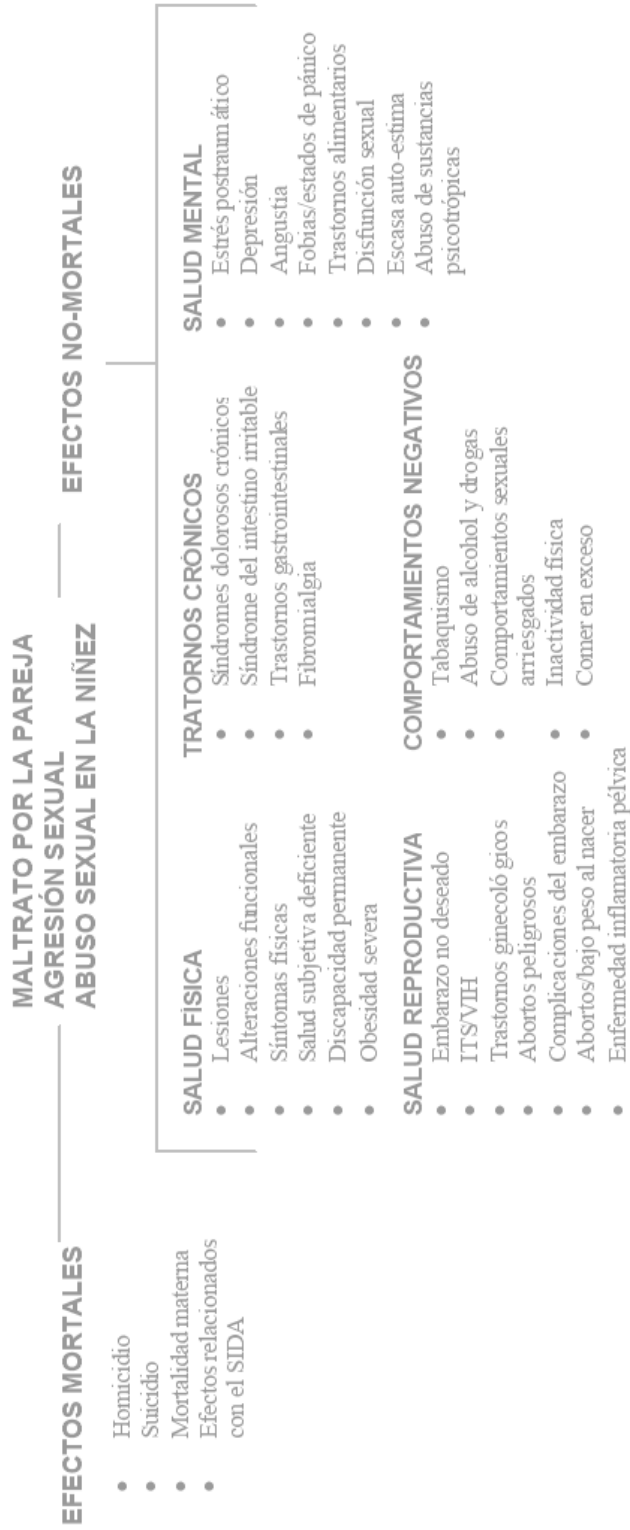 MALTRATO POR LA PAREJA
AGRESIÓN SEXUAL
ABUSO SEXUAL EN LA NIÑEZ
EFECTOS MORTALES
• Homicidio
• Suicidio
• Mortalidad materna
• Efectos relacionados
con el SIDA
EFECTOS NO-MORTALES
SALUD FÍSICA
• Lesiones
• Alteraciones funcionales
• Síntomas físicas
• Salud subjetiva deficiente
• Discapacidad permanente
• Obesidad severa
TRATORNOS CRÓNICOS
• Síndromes dolorosos crónicos
• Síndrome del intestino irritable
• Trastornos gastrointestinales
• Fibromialgia
SALUD MENTAL
• Estrés postraum ático
• Depresión
• Angustia
• Fobias/estados de pánico
• Trastornos alimentarios
• Disfunción sexual
• Escasa auto-estima
• Abuso de sustancias
psicotrópicas
SALUD REPRODUCTIVA
• Embarazo no deseado
• ITS/VIH
• Trastornos ginecoló gicos
• Abortos peligrosos
• Complicaciones del embarazo
• Abortos/bajo peso al nacer
• Enfermedad inflamatoria pélvica
COMPORTAMIENTOS NEGATIVOS
• Tabaquismo
• Abuso de alcohol y drogas
• Comportamientos sexuales
arriesgados
• Inactividad física
• Comer en exceso